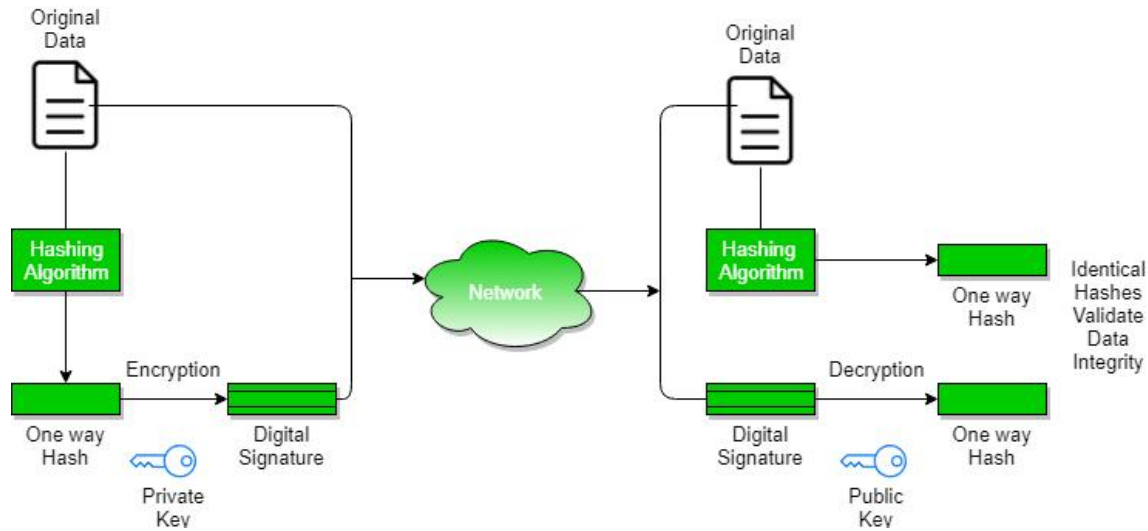 Original
Data
Hashing
Algorithm
One way
Hash
Encryption
Private
Key
Digital
Signature
Network
Original
Data
Hashing
Algorithm
One way
Hash
Digital
Signature
Decryption
Public
Key
One way
Hash
Identical
Hashes
Validate
Data
Integrity